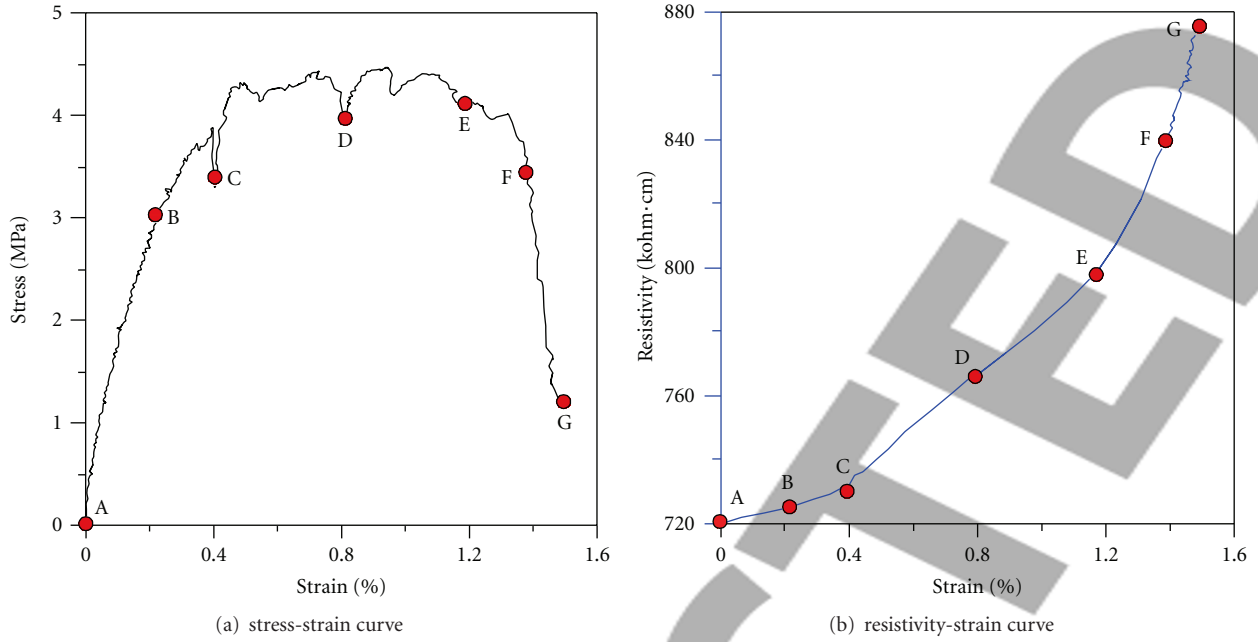 5
4
3
2
1
0
Stress (MPa)
A
B
C
D
E
F
G
0
0.4
0.8
1.2
1.6
Strain (%)
(a) stress-strain curve
880
840
800
760
720
Resistivity (kohm·cm)
A
B
C
D
E
F
G
0
0.4
0.8
1.2
1.6
Strain (%)
(b) resistivity-strain curve
TED